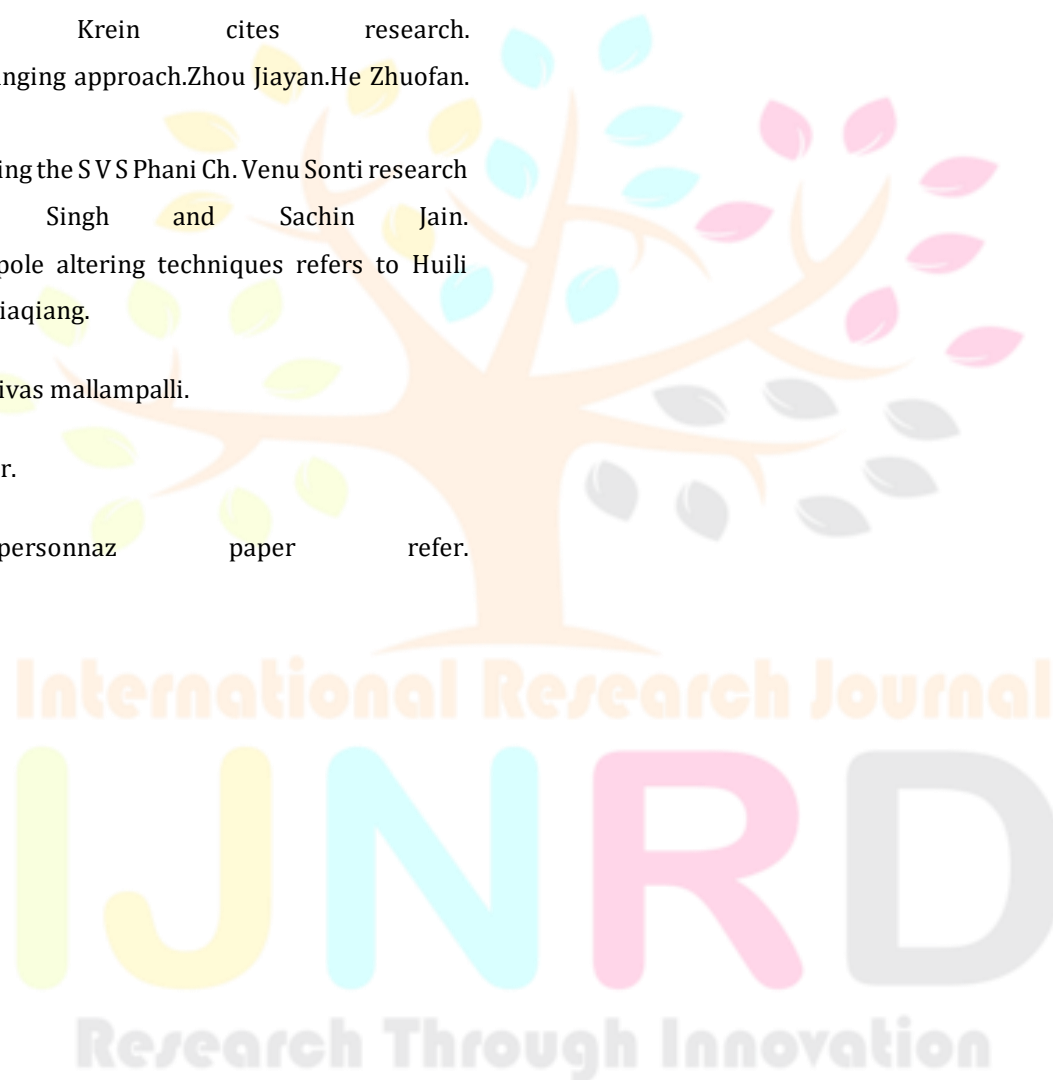 Krein cites research.
nging approach.Zhou Jiayan.He Zhuofan.
ing the S V S Phani Ch. Venu Sonti research
Singh and Sachin Jain.
pole altering techniques refers to Huili
iaqiang.
ivas mallampalli.
r.
personnaz paper refer.
International Research Journal
IJNRD
Research Through Innovation